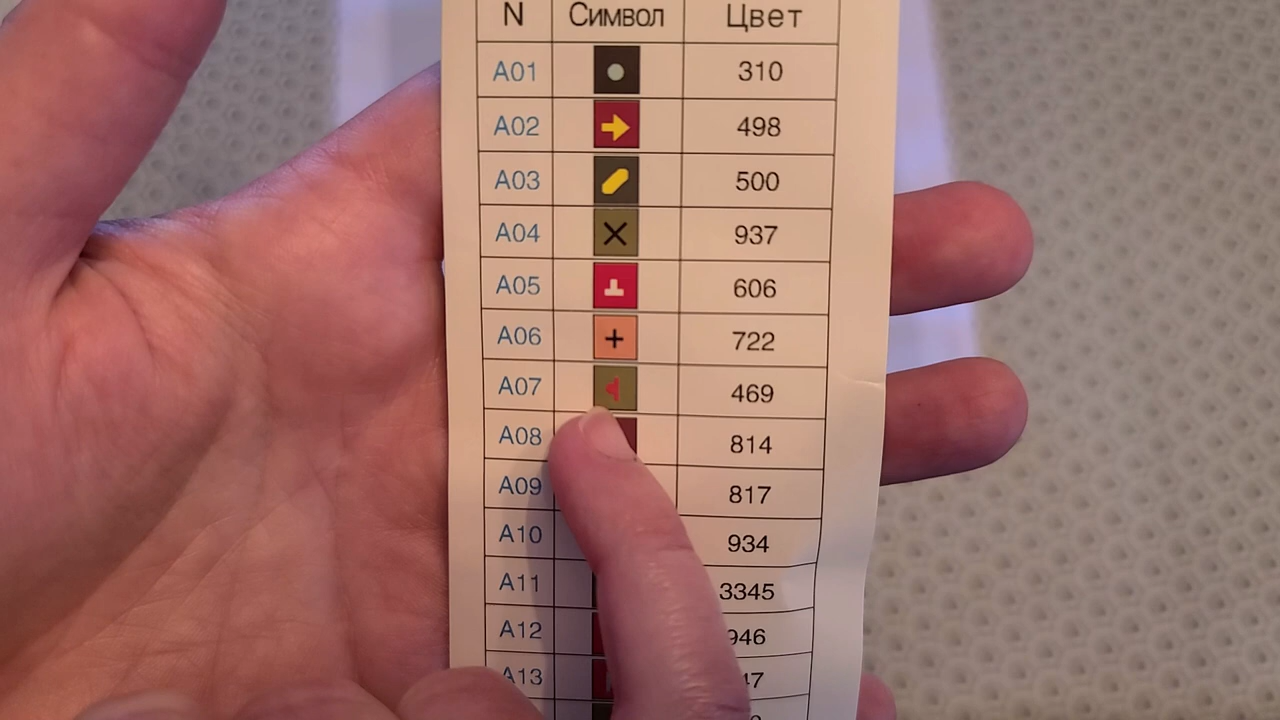 N Символ Цвет
A01 310
A02 498
A03 500
A04 937
A05 606
A06 722
A07 469
A08 814
A09 817
A10 934
A11 3345
A12 946
A13